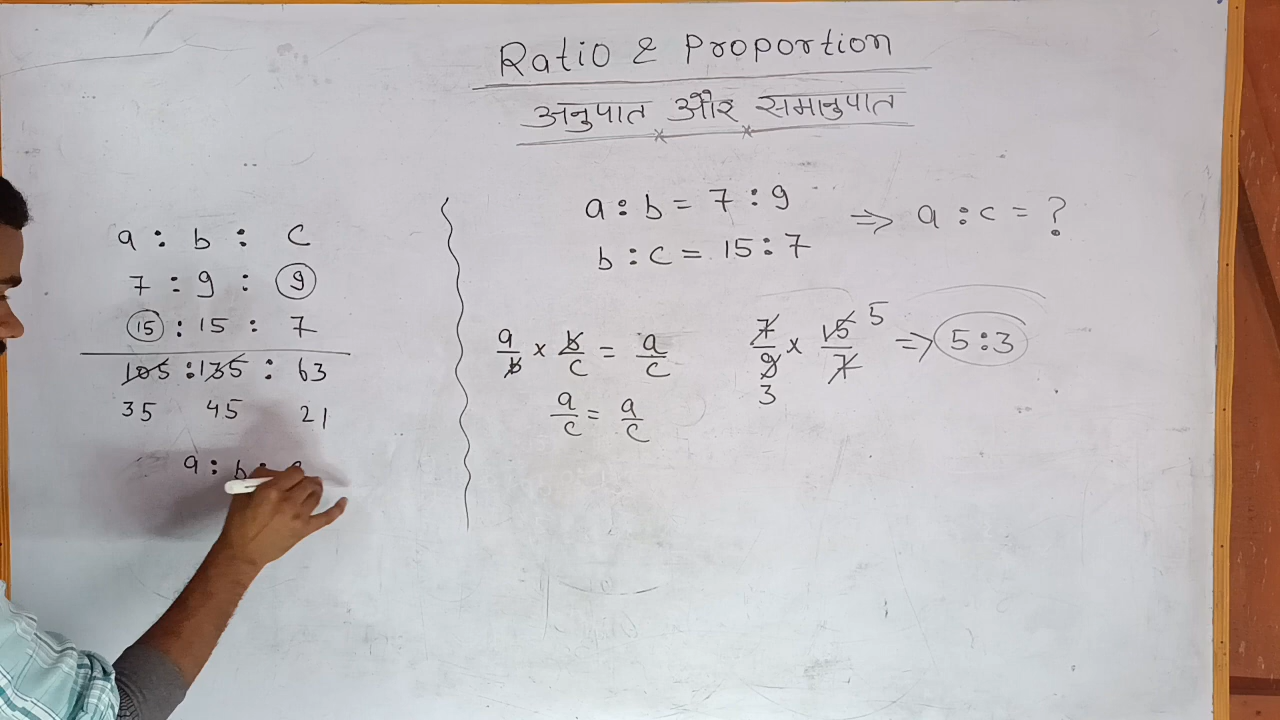 Ratio & Proportion
अनुपात और समानुपात
a : b = 7 : 9
b : c = 15 : 7
=> a : c = ?
a : b : c
7 : 9 : 9
15 : 15 : 7
105 : 135 : 63
35 45 21
a : b :
a/b × b/c = a/c
a/c = a/c
7/9 × 15/7 => 5 : 3
5
3